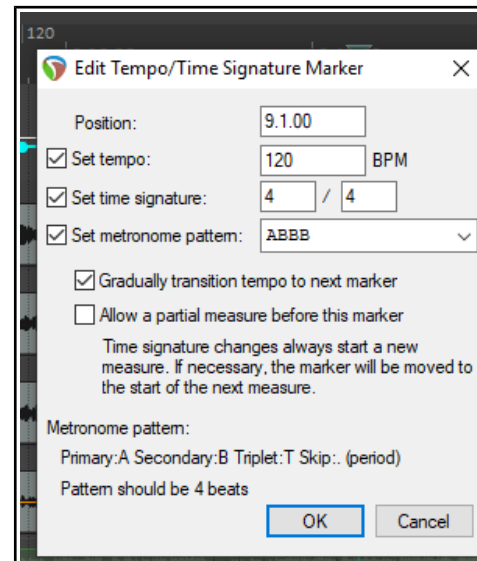 120
Edit Tempo/Time Signature Marker
Position: 9.1.00
Set tempo: 120 BPM
Set time signature: 4 / 4
Set metronome pattern: ABBB
Gradually transition tempo to next marker
Allow a partial measure before this marker
Time signature changes always start a new
measure. If necessary, the marker will be moved to
the start of the next measure.
Metronome pattern:
Primary:A Secondary:B Triplet:T Skip:. (period)
Pattern should be 4 beats
OK Cancel